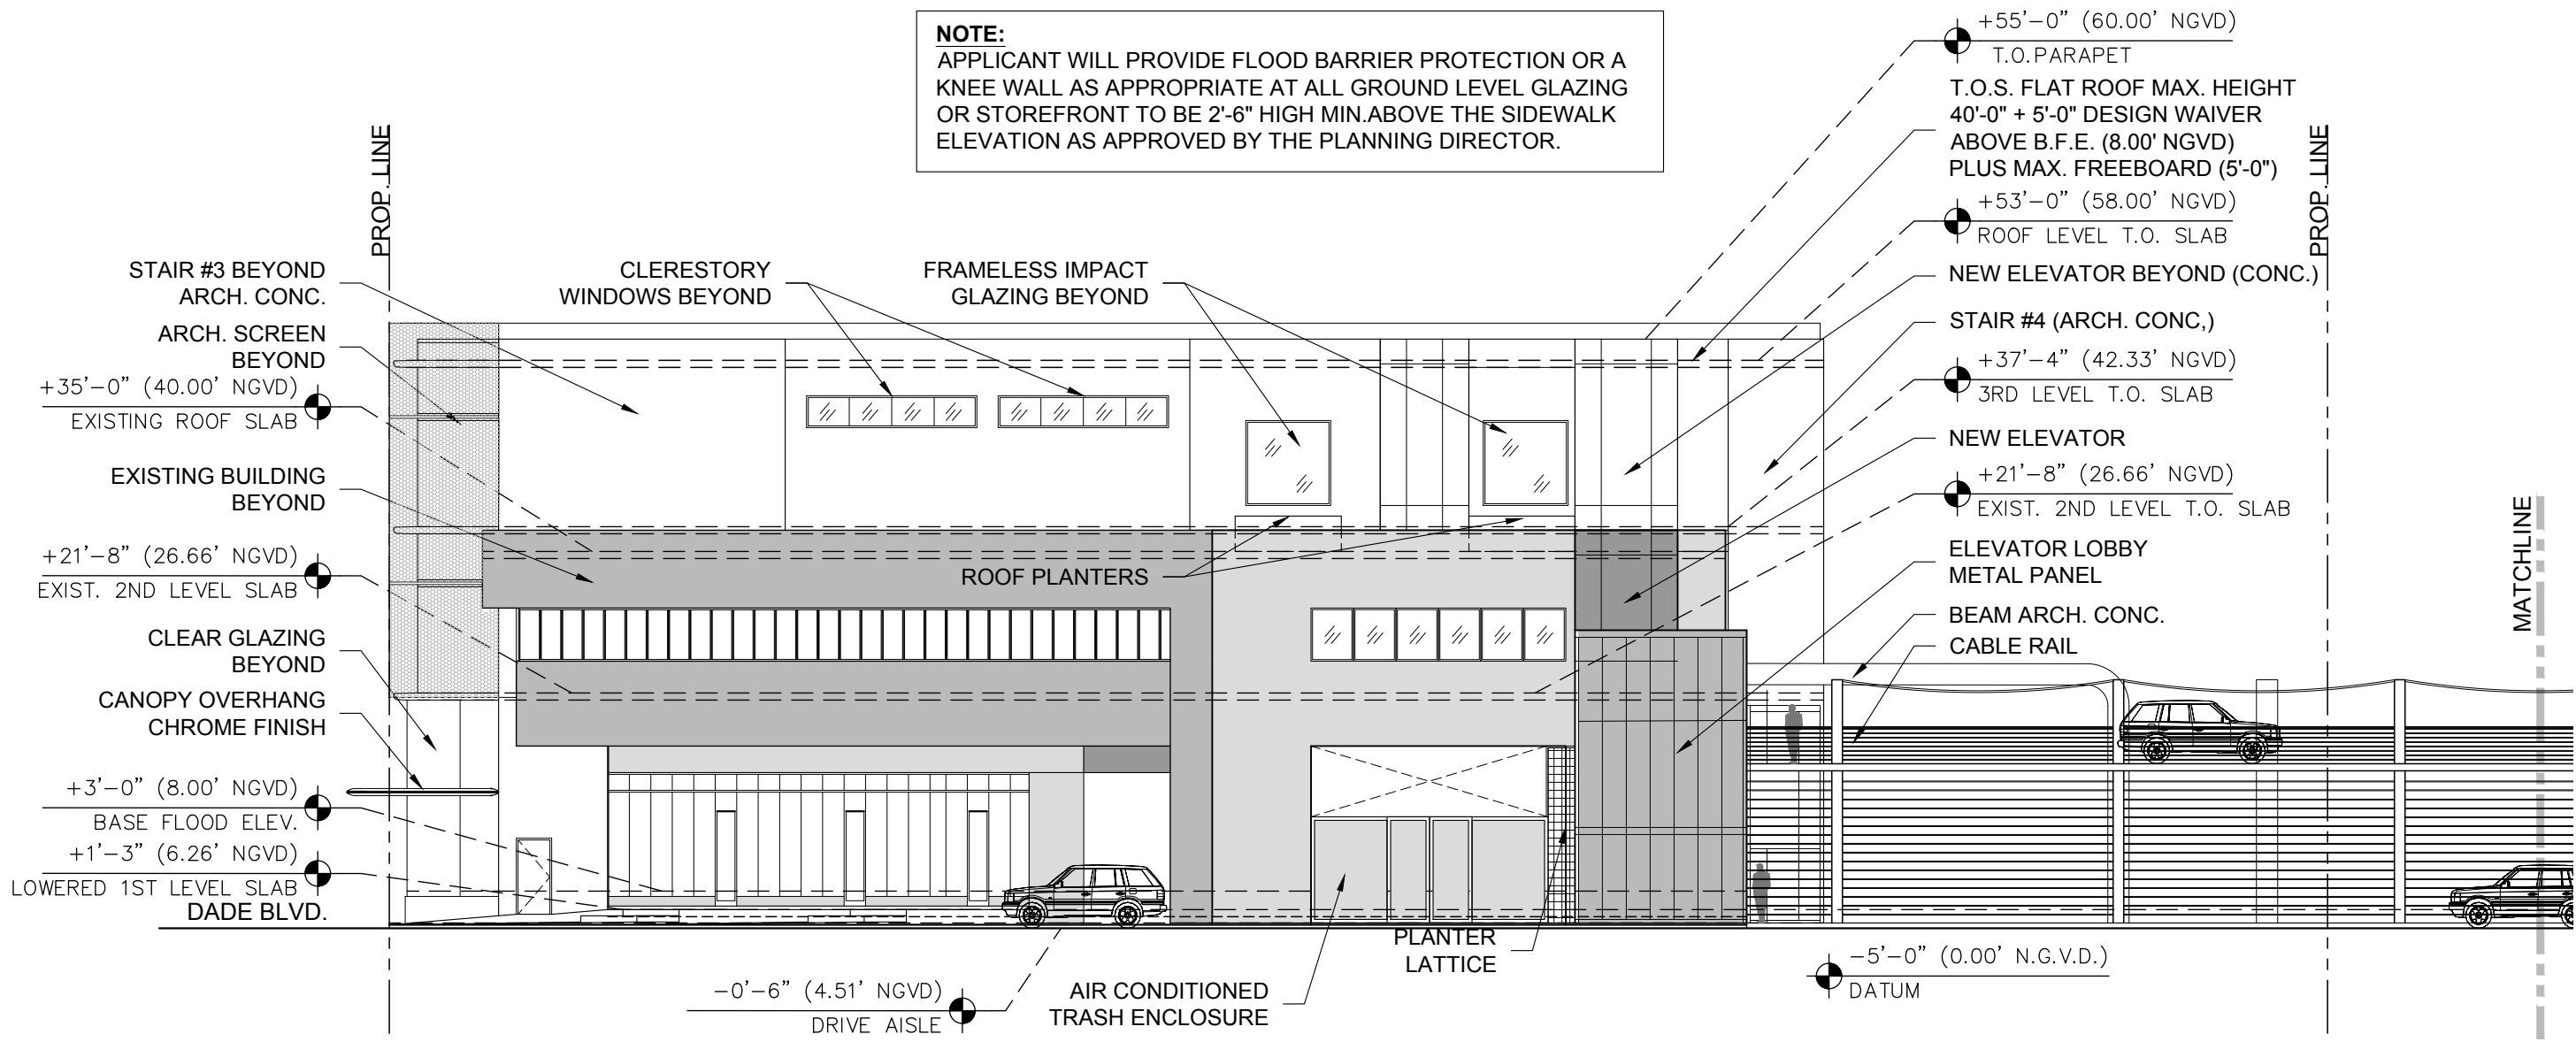 NOTE:
APPLICANT WILL PROVIDE FLOOD BARRIER PROTECTION OR A
KNEE WALL AS APPROPRIATE AT ALL GROUND LEVEL GLAZING
OR STOREFRONT TO BE 2'-6" HIGH MIN.ABOVE THE SIDEWALK
ELEVATION AS APPROVED BY THE PLANNING DIRECTOR.
PROP. LINE
STAIR #3 BEYOND
ARCH. CONC.
ARCH. SCREEN
BEYOND
+35'-0" (40.00' NGVD)
EXISTING ROOF SLAB
EXISTING BUILDING
BEYOND
+21'-8" (26.66' NGVD)
EXIST. 2ND LEVEL SLAB
CLEAR GLAZING
BEYOND
CANOPY OVERHANG
CHROME FINISH
+3'-0" (8.00' NGVD)
BASE FLOOD ELEV.
+1'-3" (6.26' NGVD)
LOWERED 1ST LEVEL SLAB
DADE BLVD.
CLERESTORY
WINDOWS BEYOND
FRAMELESS IMPACT
GLAZING BEYOND
ROOF PLANTERS
-0'-6" (4.51' NGVD)
DRIVE AISLE
AIR CONDITIONED
TRASH ENCLOSURE
PLANTER
LATTICE
+55'-0" (60.00' NGVD)
T.O.PARAPET
T.O.S. FLAT ROOF MAX. HEIGHT
40'-0" + 5'-0" DESIGN WAIVER
ABOVE B.F.E. (8.00' NGVD)
PLUS MAX. FREEBOARD (5'-0")
+53'-0" (58.00' NGVD)
ROOF LEVEL T.O. SLAB
NEW ELEVATOR BEYOND (CONC.)
STAIR #4 (ARCH. CONC,)
+37'-4" (42.33' NGVD)
3RD LEVEL T.O. SLAB
NEW ELEVATOR
+21'-8" (26.66' NGVD)
EXIST. 2ND LEVEL T.O. SLAB
ELEVATOR LOBBY
METAL PANEL
BEAM ARCH. CONC.
CABLE RAIL
-5'-0" (0.00' N.G.V.D.)
DATUM
PROP. LINE
MATCHLINE